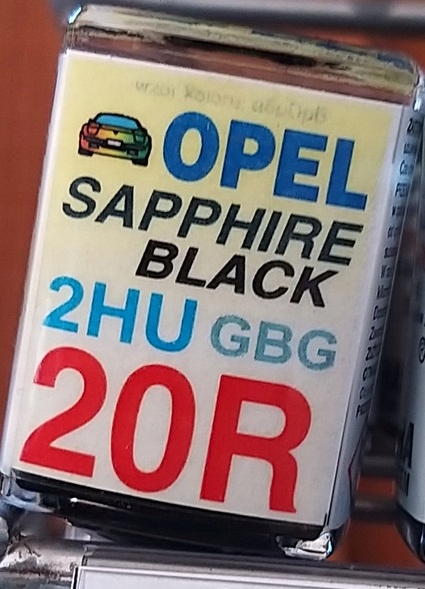 OPEL
SAPPHIRE
BLACK
2HU GBG
20R